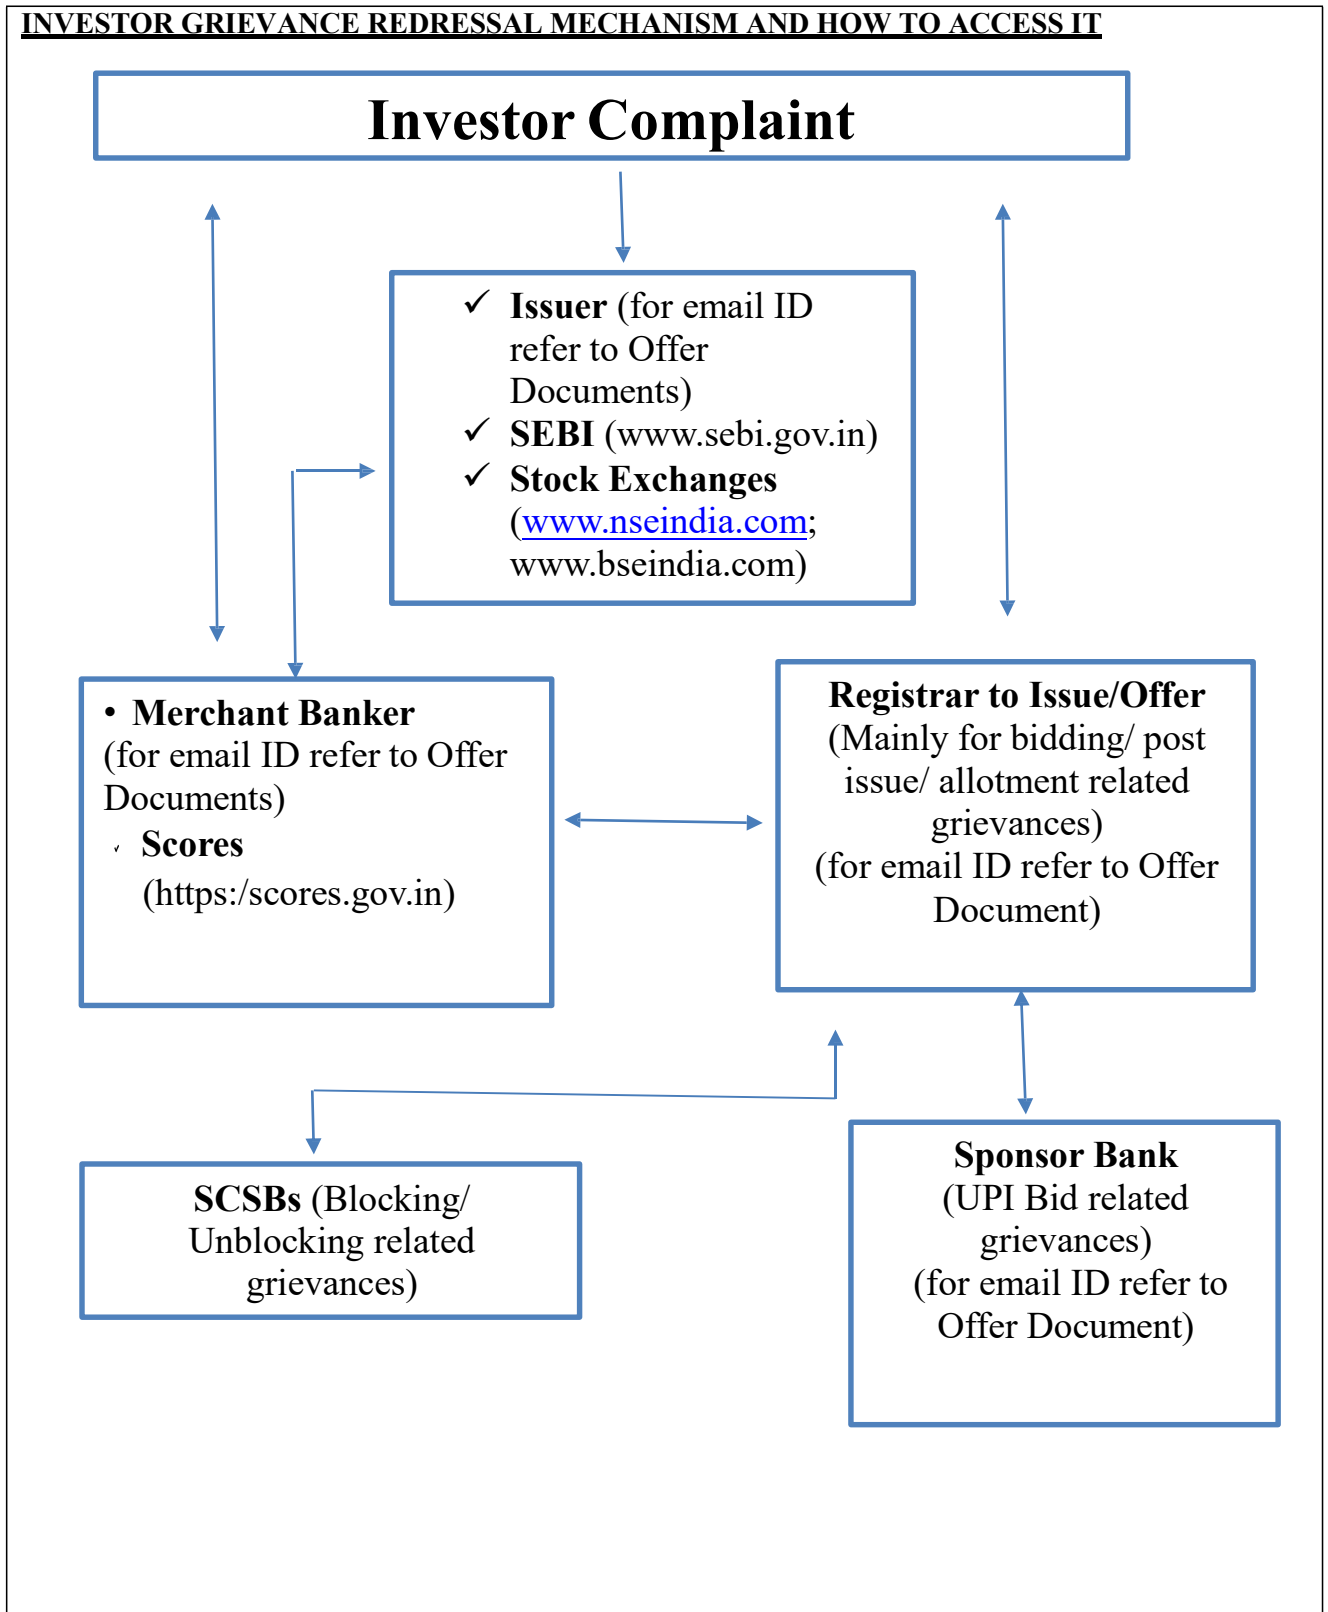 INVESTOR GRIEVANCE REDRESSAL MECHANISM AND HOW TO ACCESS IT
Investor Complaint
✓ Issuer (for email ID
refer to Offer
Documents)
✓ SEBI (www.sebi.gov.in)
✓ Stock Exchanges
(www.nseindia.com;
www.bseindia.com)
• Merchant Banker
(for email ID refer to Offer
Documents)
✓ Scores
(https:/scores.gov.in)
Registrar to Issue/Offer
(Mainly for bidding/ post
issue/ allotment related
grievances)
(for email ID refer to Offer
Document)
SCSBs (Blocking/
Unblocking related
grievances)
Sponsor Bank
(UPI Bid related
grievances)
(for email ID refer to
Offer Document)